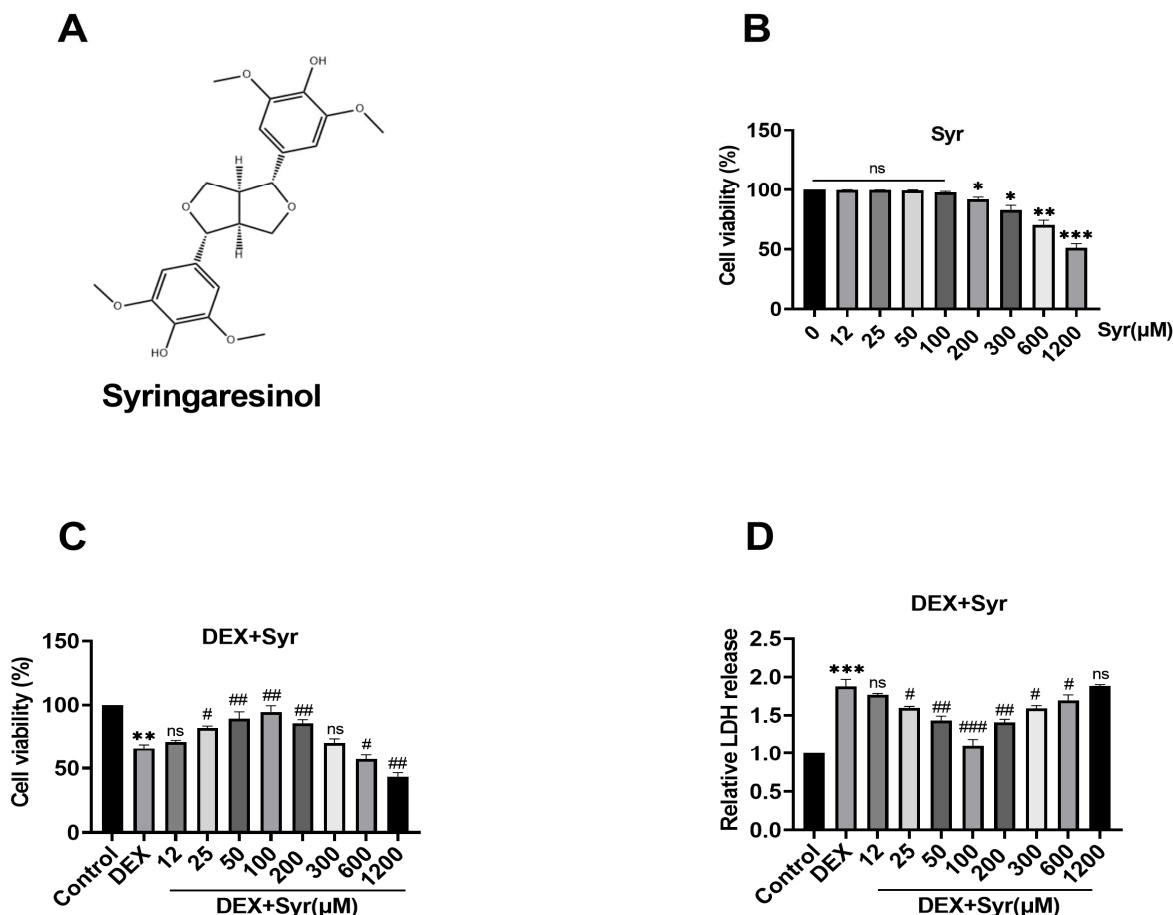 A
OH
O
O
H
O
O
H
O
O
HO
Syringaresinol
B
Syr
Cell viability (%)
150
100
50
0
ns
*
*
**
***
0 12 25 50 100 200 300 600 1200 Syr(μM)
C
DEX+Syr
Cell viability (%)
150
100
50
0
** ns # ## ## ## ns # ##
Control DEX 12 25 50 100 200 300 600 1200
DEX+Syr(μM)
D
DEX+Syr
Relative LDH release
2.5
2.0
1.5
1.0
0.5
0.0
*** ns # ## ### ## # # ns
Control DEX 12 25 50 100 200 300 600 1200
DEX+Syr(μM)